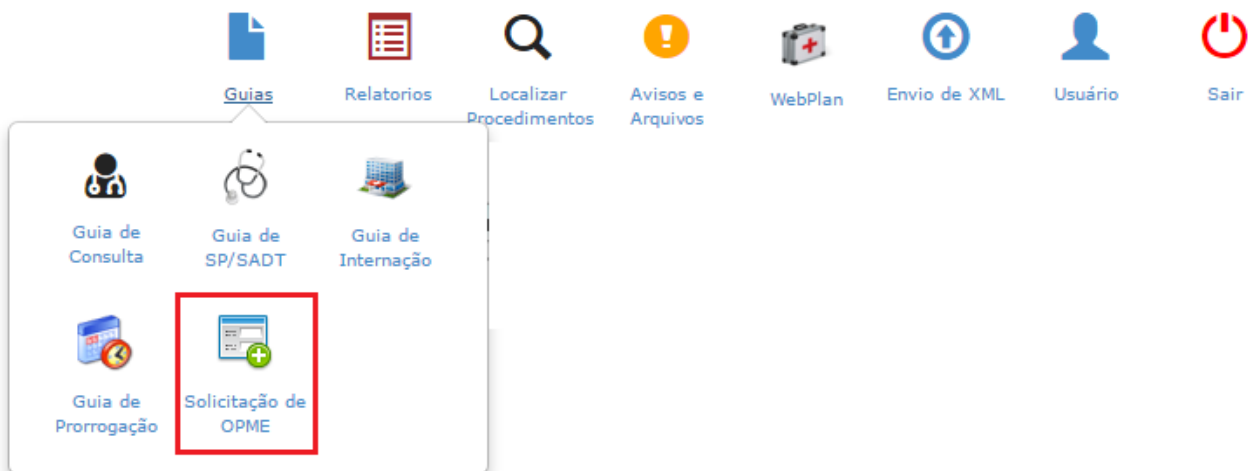 Guias
Relatorios
Localizar
Procedimentos
Avisos e
Arquivos
WebPlan
Envio de XML
Usuário
Sair
Guia de
Consulta
Guia de
SP/SADT
Guia de
Internação
Guia de
Prorrogação
Solicitação de
OPME